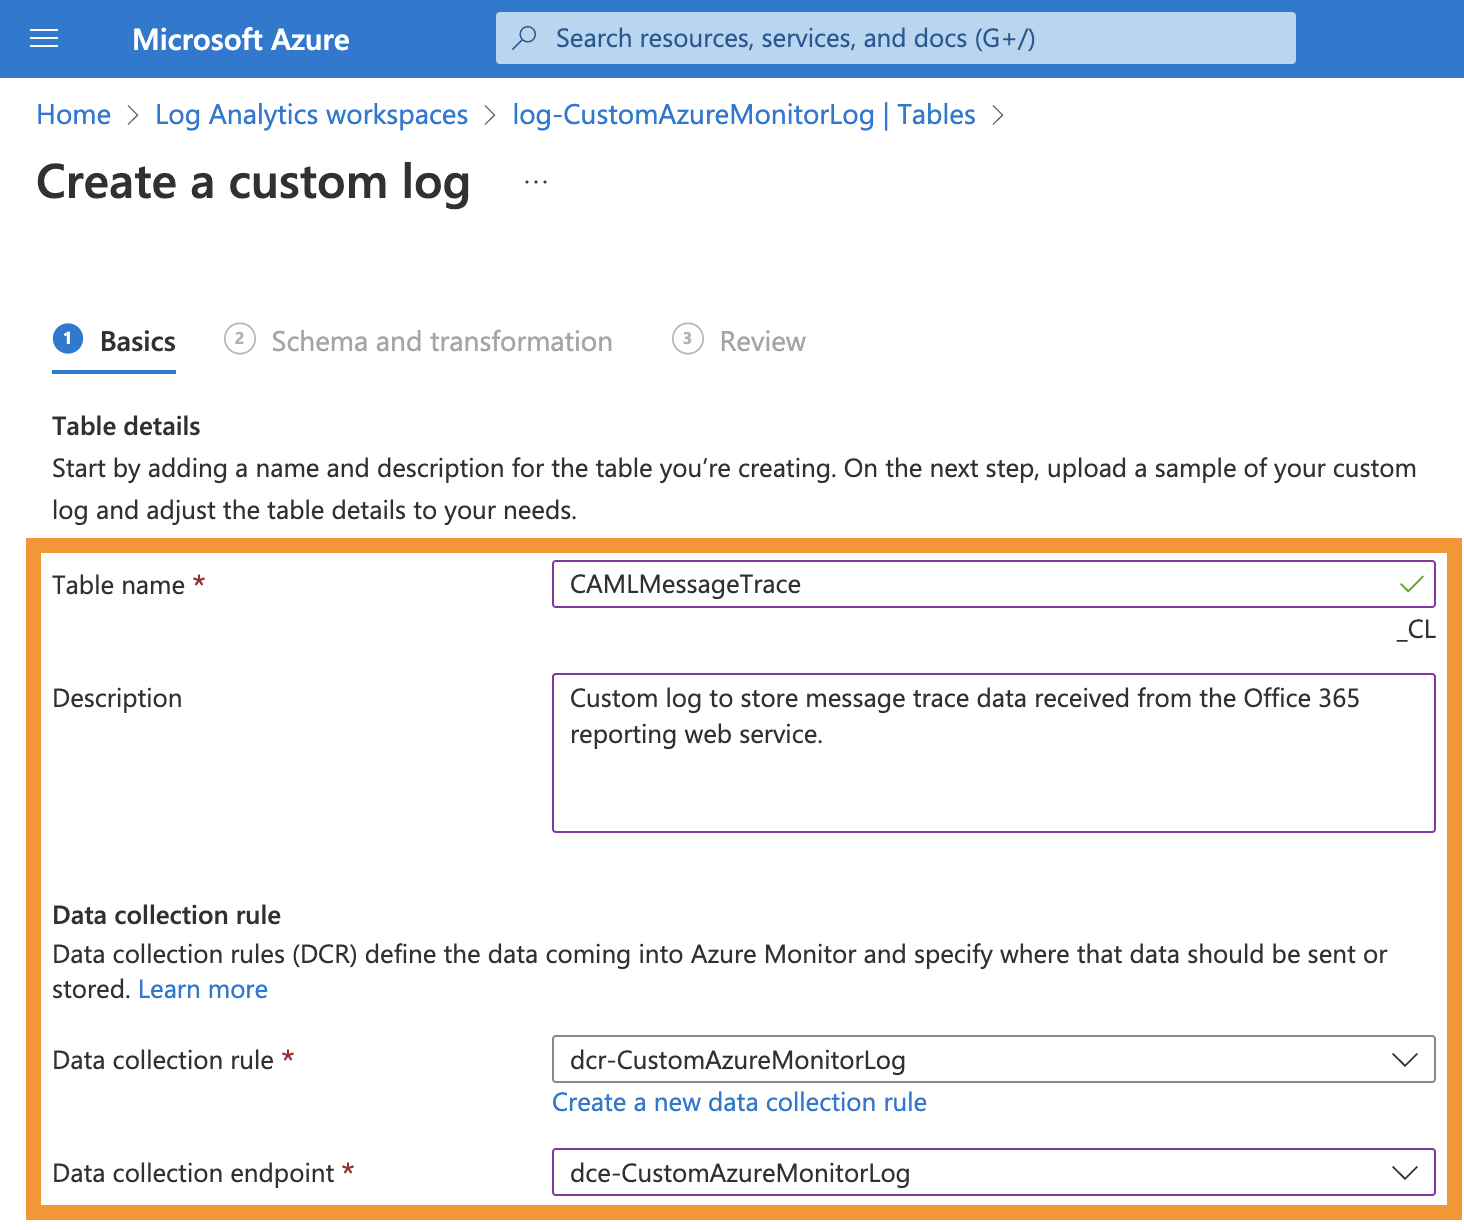 Microsoft Azure
Search resources, services, and docs (G+/)
Home > Log Analytics workspaces > log-CustomAzureMonitorLog | Tables >
Create a custom log ...
1 Basics 2 Schema and transformation 3 Review
Table details
Start by adding a name and description for the table you’re creating. On the next step, upload a sample of your custom
log and adjust the table details to your needs.
Table name * CAMLMessageTrace
_CL
Description Custom log to store message trace data received from the Office 365
reporting web service.
Data collection rule
Data collection rules (DCR) define the data coming into Azure Monitor and specify where that data should be sent or
stored. Learn more
Data collection rule * dcr-CustomAzureMonitorLog
Create a new data collection rule
Data collection endpoint * dce-CustomAzureMonitorLog